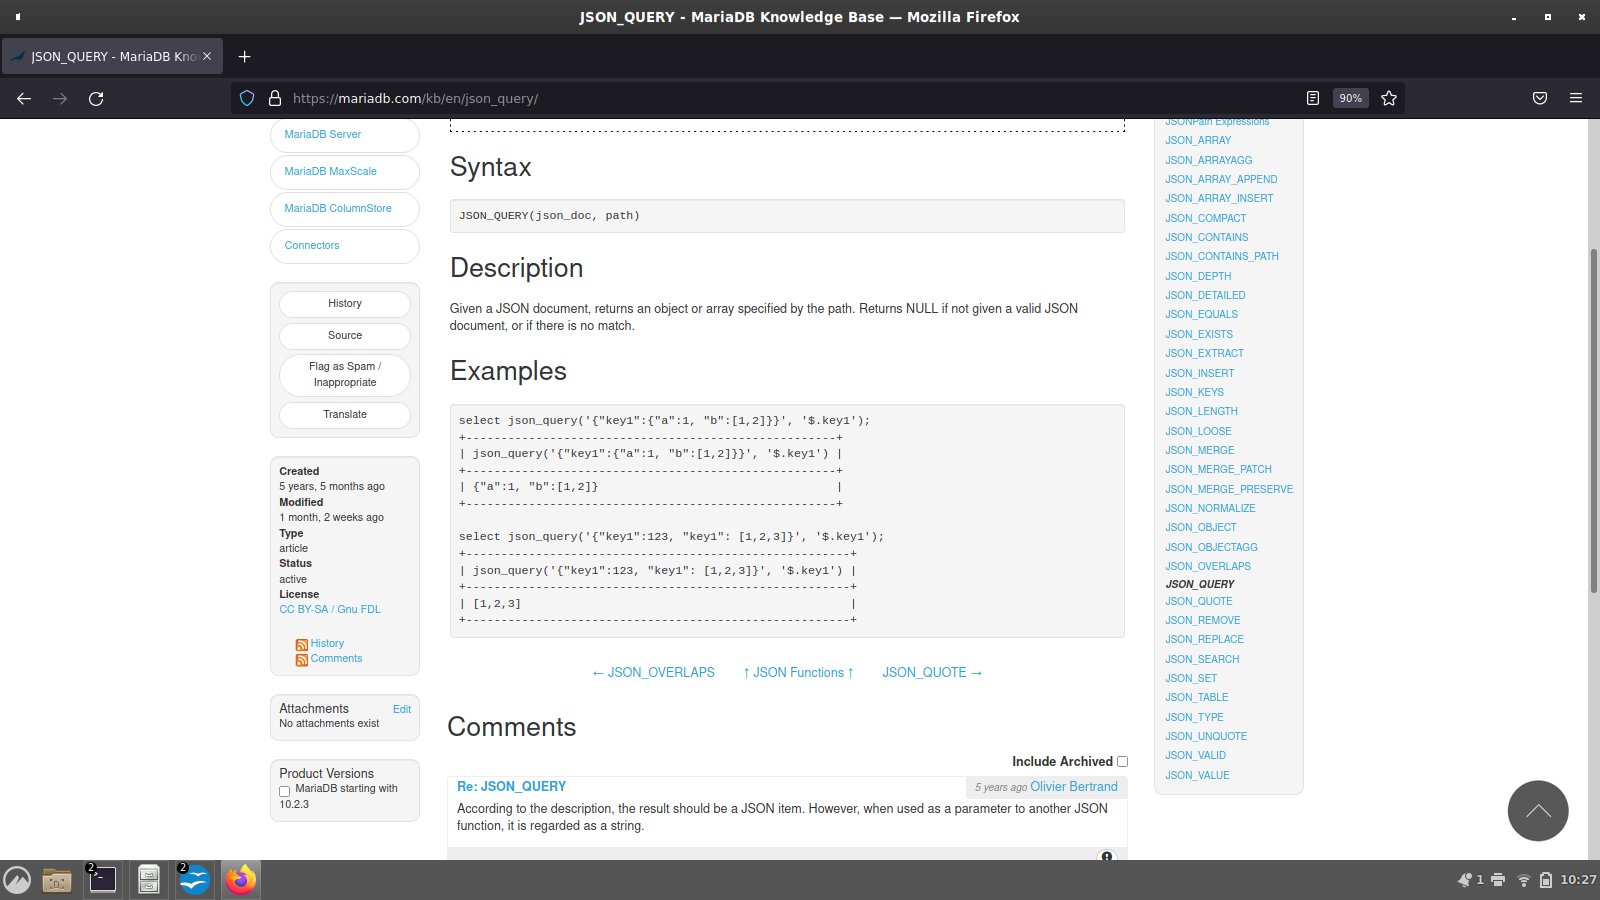 JSON_QUERY - MariaDB Knowledge Base — Mozilla Firefox
JSON_QUERY - MariaDB Kno
https://mariadb.com/kb/en/json_query/
90%
MariaDB Server
MariaDB MaxScale
MariaDB ColumnStore
Connectors
History
Source
Flag as Spam /
Inappropriate
Translate
Created
5 years, 5 months ago
Modified
1 month, 2 weeks ago
Type
article
Status
active
License
CC BY-SA / Gnu FDL
History
Comments
Attachments Edit
No attachments exist
Product Versions
MariaDB starting with
10.2.3
Syntax
JSON_QUERY(json_doc, path)
Description
Given a JSON document, returns an object or array specified by the path. Returns NULL if not given a valid JSON
document, or if there is no match.
Examples
select json_query('{"key1":{"a":1, "b":[1,2]}}', '$.key1');
+-----------------------------------------------------+
| json_query('{"key1":{"a":1, "b":[1,2]}}', '$.key1') |
+-----------------------------------------------------+
| {"a":1, "b":[1,2]}                                  |
+-----------------------------------------------------+
select json_query('{"key1":123, "key1": [1,2,3]}', '$.key1');
+-------------------------------------------------------+
| json_query('{"key1":123, "key1": [1,2,3]}', '$.key1') |
+-------------------------------------------------------+
| [1,2,3]                                               |
+-------------------------------------------------------+
← JSON_OVERLAPS ↑ JSON Functions ↑ JSON_QUOTE →
Comments
Include Archived
Re: JSON_QUERY 5 years ago Olivier Bertrand
According to the description, the result should be a JSON item. However, when used as a parameter to another JSON
function, it is regarded as a string.
JSONPath Expressions
JSON_ARRAY
JSON_ARRAYAGG
JSON_ARRAY_APPEND
JSON_ARRAY_INSERT
JSON_COMPACT
JSON_CONTAINS
JSON_CONTAINS_PATH
JSON_DEPTH
JSON_DETAILED
JSON_EQUALS
JSON_EXISTS
JSON_EXTRACT
JSON_INSERT
JSON_KEYS
JSON_LENGTH
JSON_LOOSE
JSON_MERGE
JSON_MERGE_PATCH
JSON_MERGE_PRESERVE
JSON_NORMALIZE
JSON_OBJECT
JSON_OBJECTAGG
JSON_OVERLAPS
JSON_QUERY
JSON_QUOTE
JSON_REMOVE
JSON_REPLACE
JSON_SEARCH
JSON_SET
JSON_TABLE
JSON_TYPE
JSON_UNQUOTE
JSON_VALID
JSON_VALUE
2 2 1 10:27